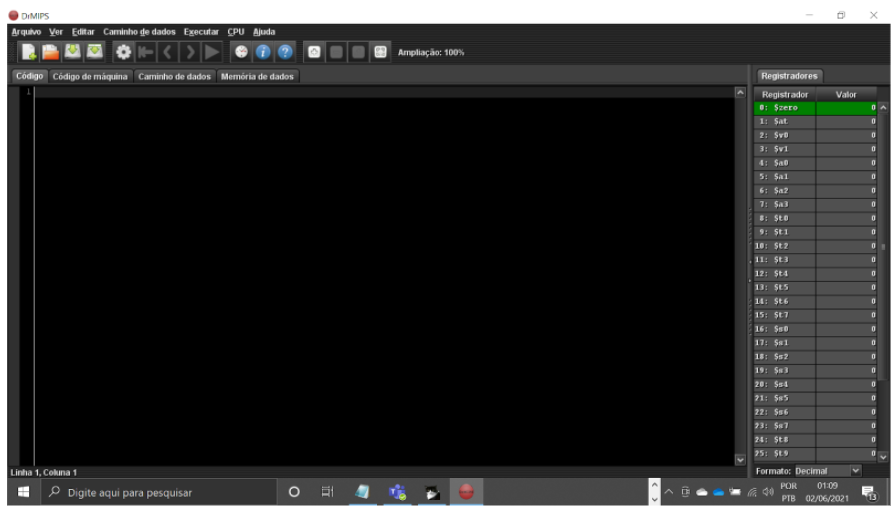 DrMIPS
Arquivo Ver Editar Caminho de dados Executar CPU Ajuda
Ampliação: 100%
Código Código de máquina Caminho de dados Memória de dados
Registradores
1
Registrador Valor
0: $zero 0
1: $at 0
2: $v0 0
3: $v1 0
4: $a0 0
5: $a1 0
6: $a2 0
7: $a3 0
8: $t0 0
9: $t1 0
10: $t2 0
11: $t3 0
12: $t4 0
13: $t5 0
14: $t6 0
15: $t7 0
16: $s0 0
17: $s1 0
18: $s2 0
19: $s3 0
20: $s4 0
21: $s5 0
22: $s6 0
23: $s7 0
24: $t8 0
25: $t9 0
Linha 1, Coluna 1
Formato: Decimal
Digite aqui para pesquisar
POR 01:09
PTB 02/06/2021
13